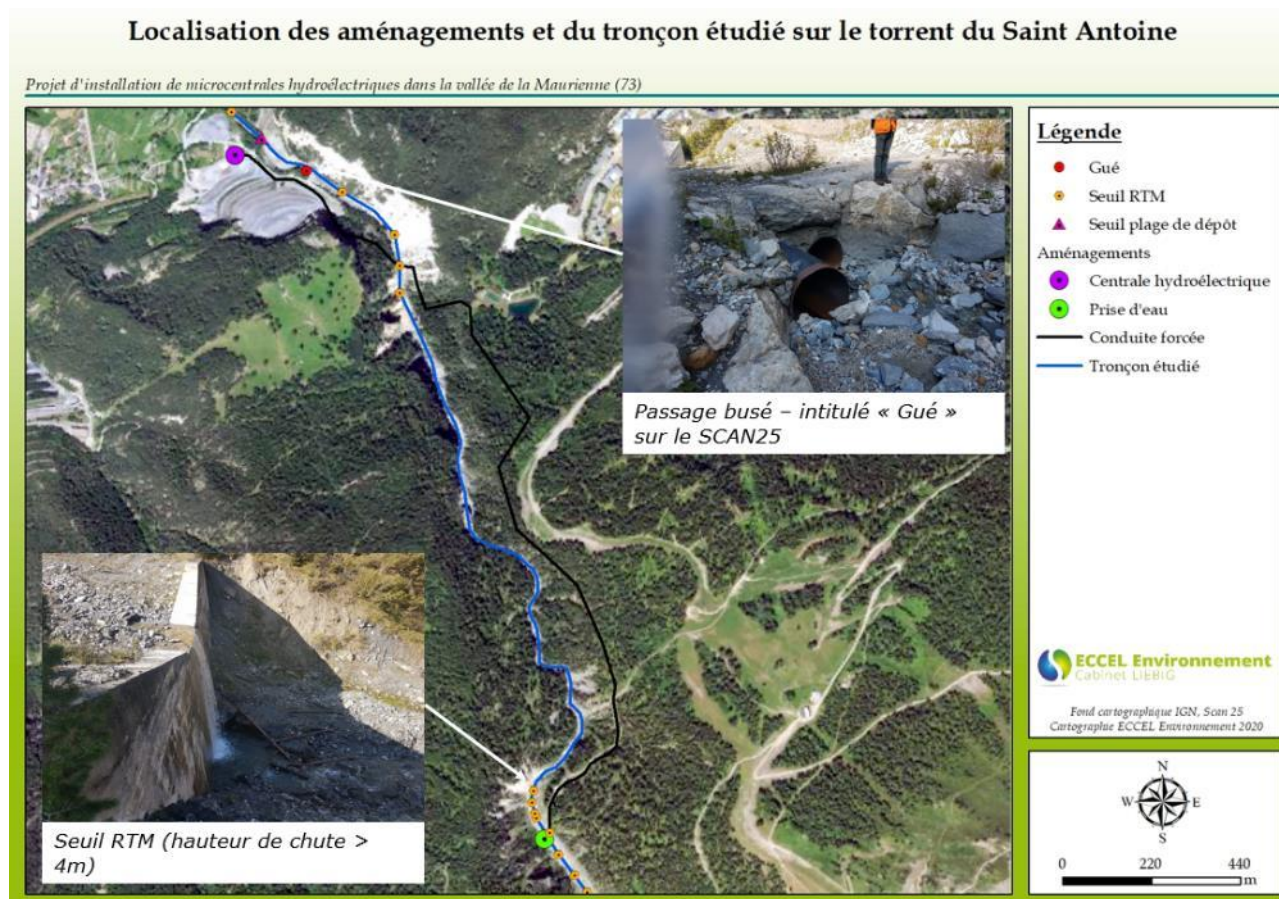 Localisation des aménagements et du tronçon étudié sur le torrent du Saint Antoine
Projet d'installation de microcentrales hydroélectriques dans la vallée de la Maurienne (73)
Passage busé – intitulé « Gué »
sur le SCAN25
Seuil RTM (hauteur de chute >
4m)
Légende
Gué
Seuil RTM
Seuil plage de dépôt
Aménagements
Centrale hydroélectrique
Prise d'eau
Conduite forcée
Tronçon étudié
ECCEL Environnement
Cabinet LIEBIG
Fond cartographique IGN, Scan 25
Cartographie ECCEL Environnement 2020
N
W E
S
0 220 440
m